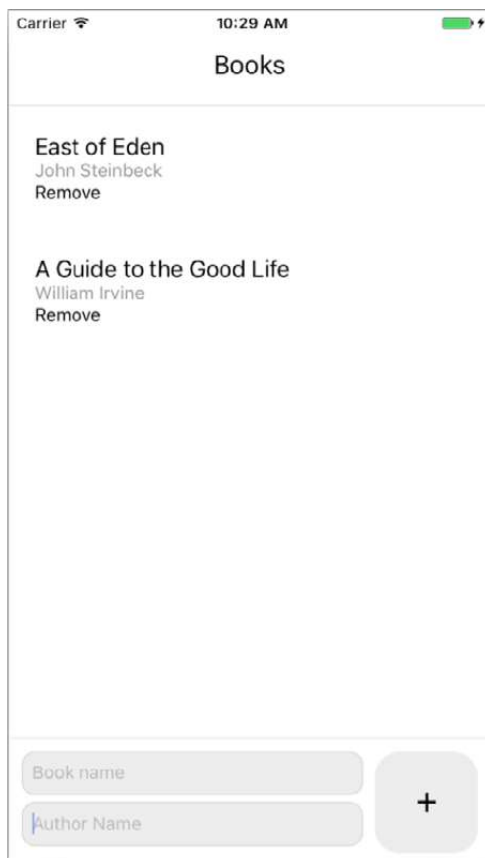 Carrier 10:29 AM
Books
East of Eden
John Steinbeck
Remove
A Guide to the Good Life
William Irvine
Remove
Book name
Author Name
+